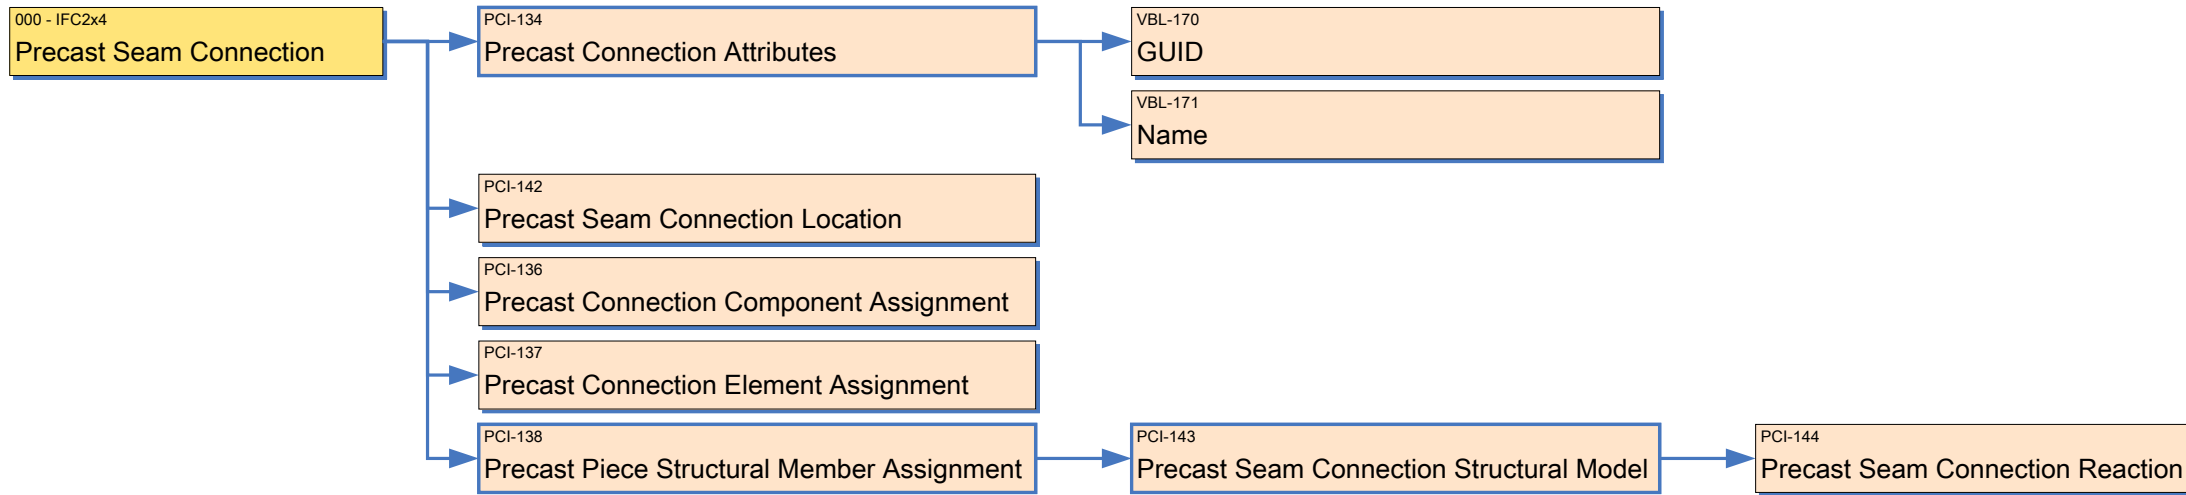 000 - IFC2x4
Precast Seam Connection
PCI-134
Precast Connection Attributes
VBL-170
GUID
VBL-171
Name
PCI-142
Precast Seam Connection Location
PCI-136
Precast Connection Component Assignment
PCI-137
Precast Connection Element Assignment
PCI-138
Precast Piece Structural Member Assignment
PCI-143
Precast Seam Connection Structural Model
PCI-144
Precast Seam Connection Reaction